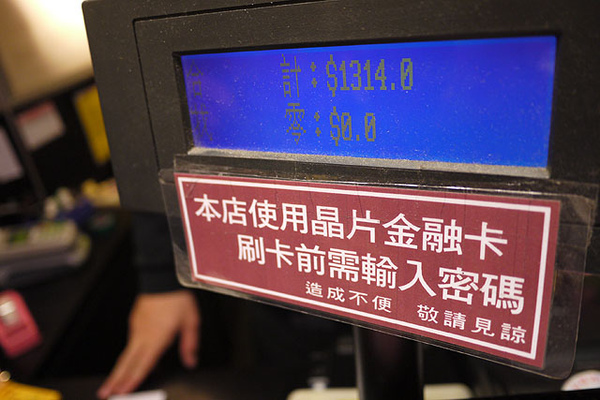 計：$1314.0
零：$0.0
本店使用晶片金融卡
刷卡前需輸入密碼
造成不便 敬請見諒